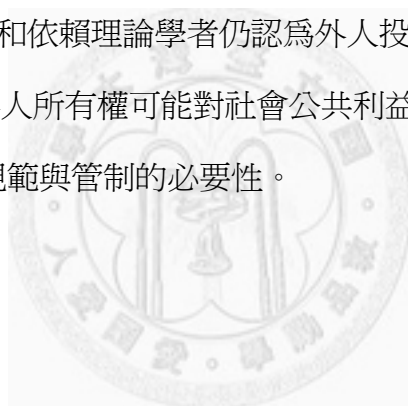 和依賴理論學者仍認為外人投
人所有權可能對社會公共利益
範與管制的必要性。